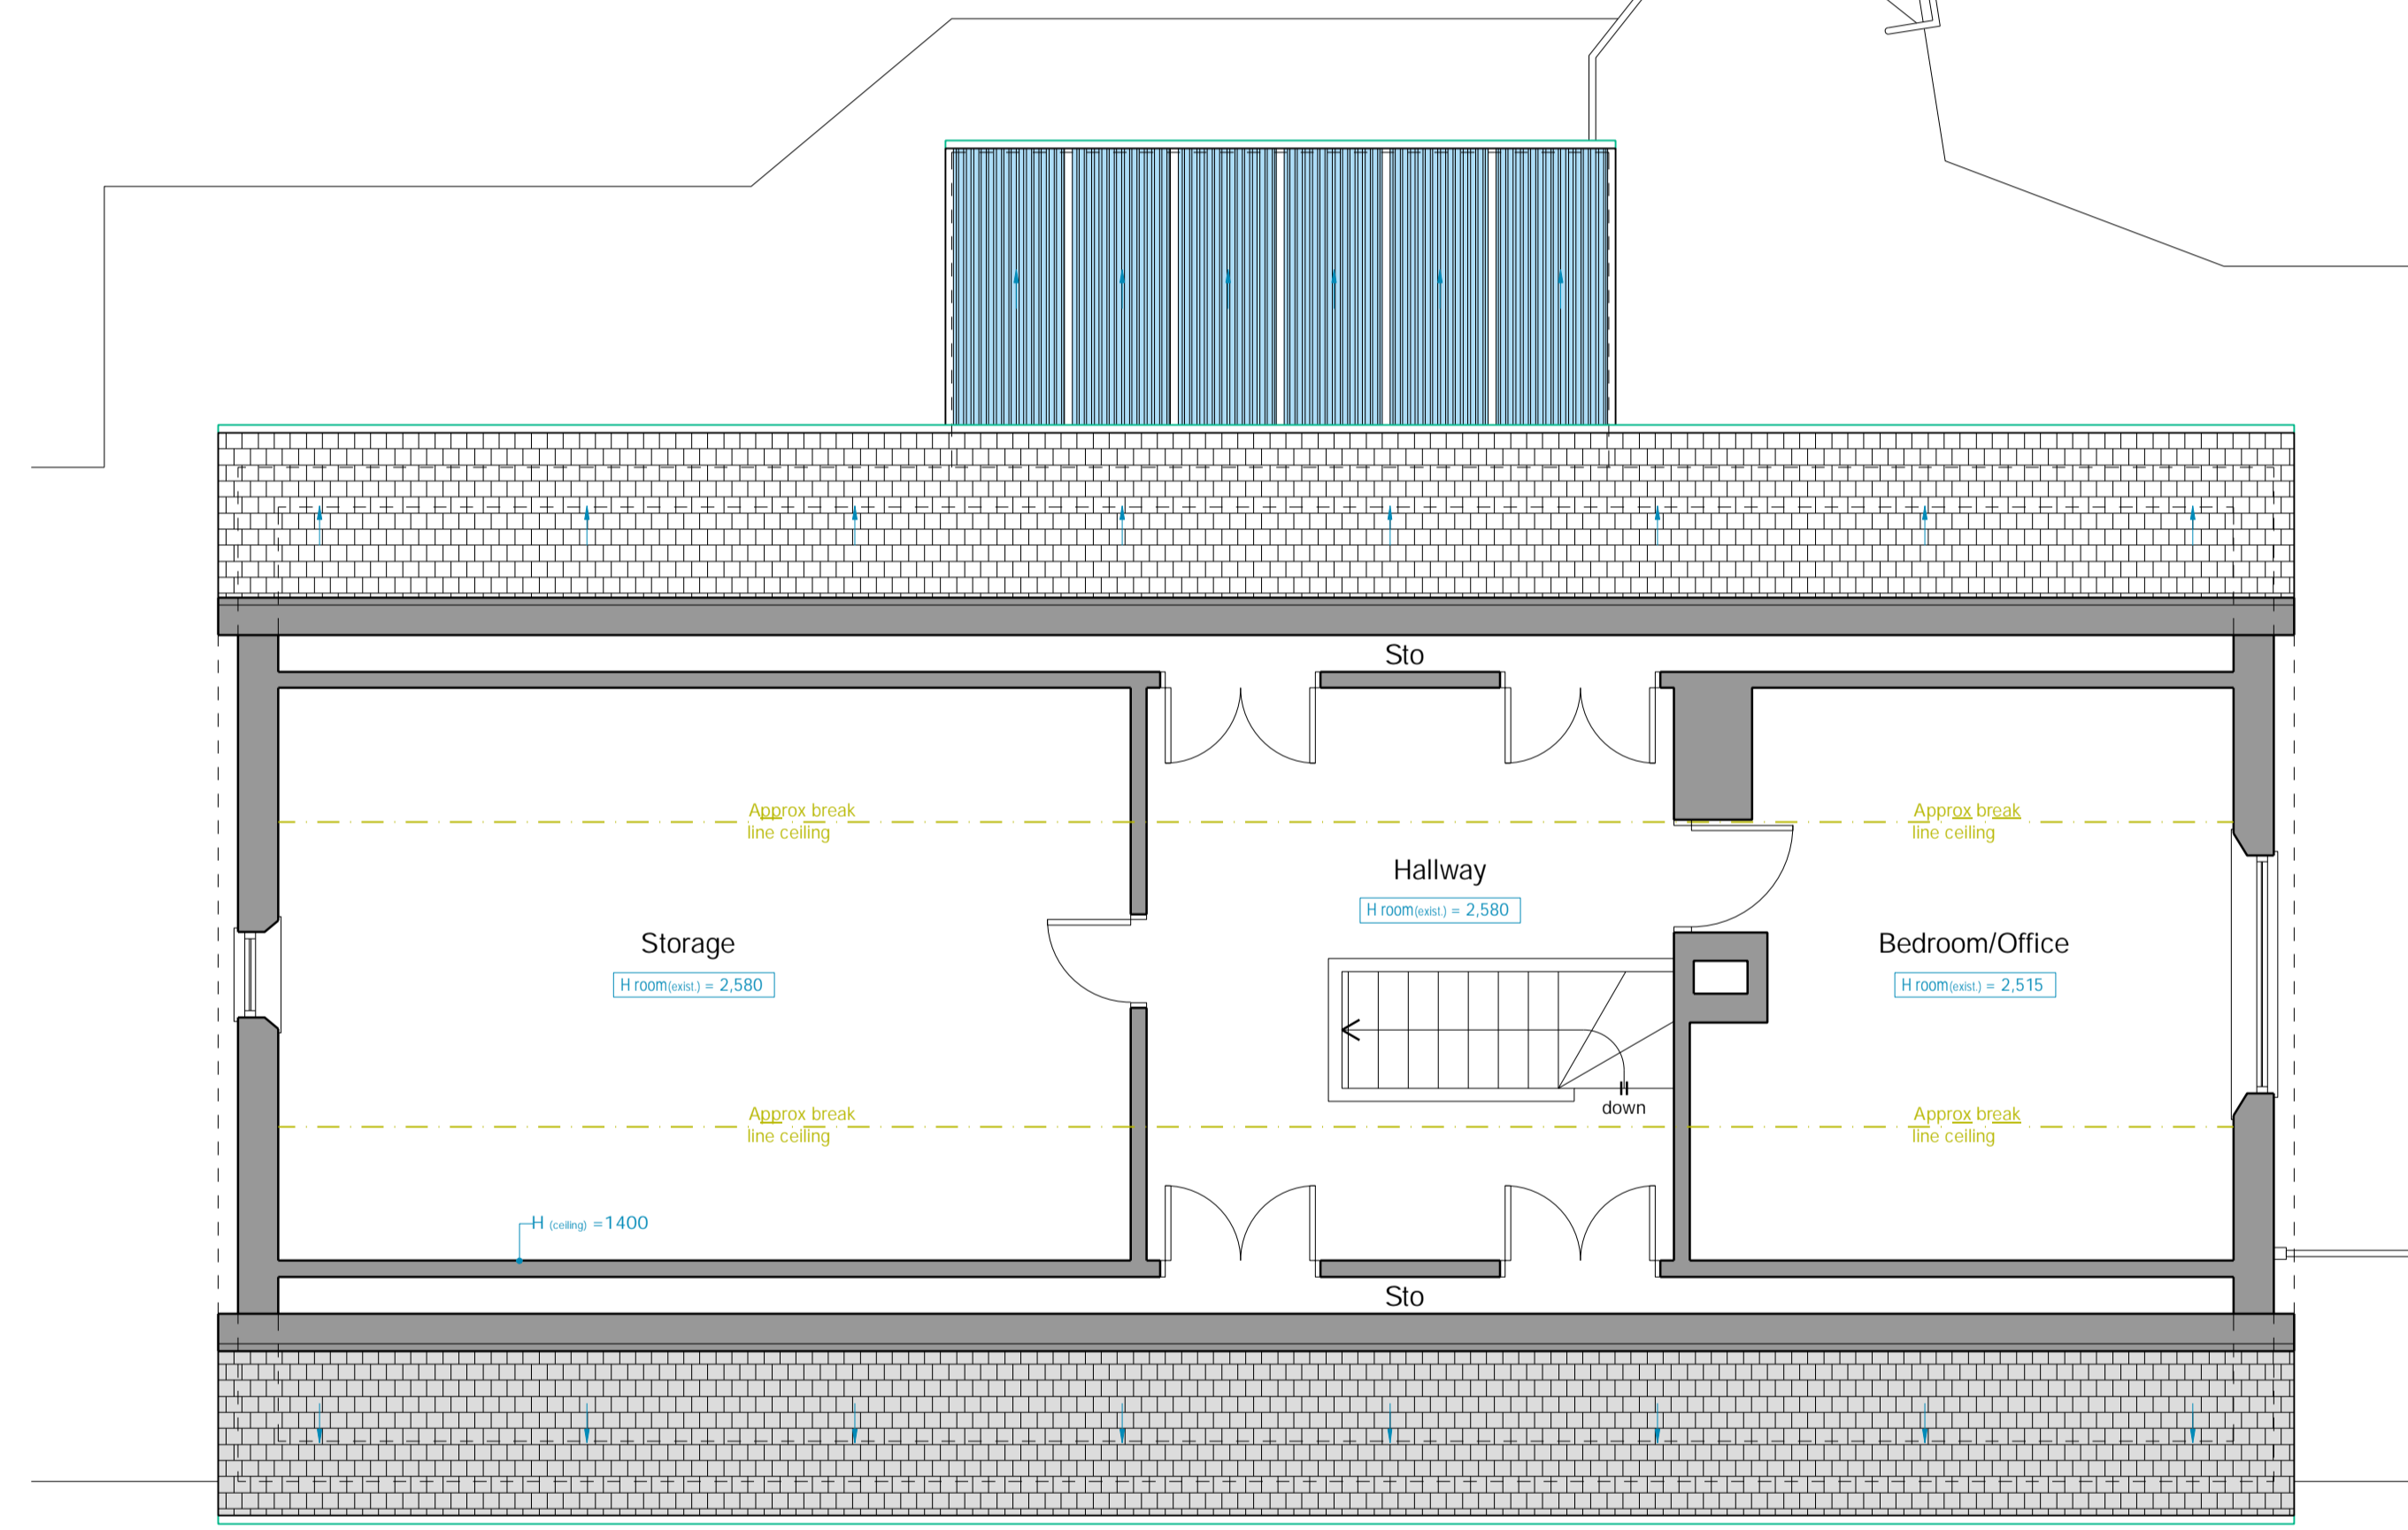 Sto
Approx break
line ceiling
Approx break
line ceiling
Hallway
H room(exist.) = 2,580
Storage
H room(exist.) = 2,580
Bedroom/Office
H room(exist.) = 2,515
down
Approx break
line ceiling
Approx break
line ceiling
H (ceiling) =1400
Sto